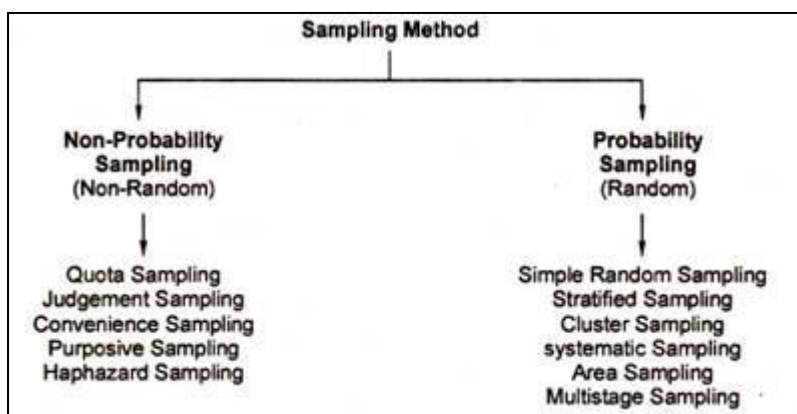 Sampling Method
Non-Probability
Sampling
(Non-Random)
Quota Sampling
Judgement Sampling
Convenience Sampling
Purposive Sampling
Haphazard Sampling
Probability
Sampling
(Random)
Simple Random Sampling
Stratified Sampling
Cluster Sampling
systematic Sampling
Area Sampling
Multistage Sampling